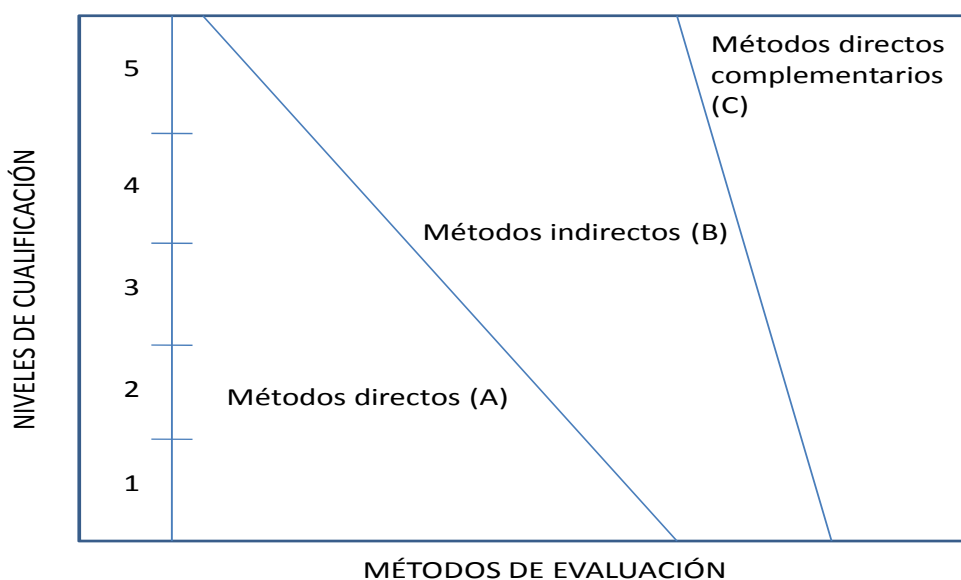 NIVELES DE CUALIFICACIÓN
5
4
3
2
1
Métodos directos
complementarios
(C)
Métodos indirectos (B)
Métodos directos (A)
MÉTODOS DE EVALUACIÓN